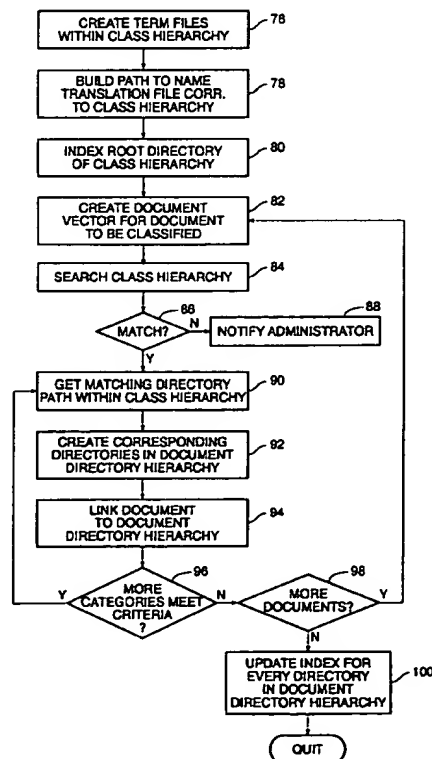 CREATE TERM FILES
WITHIN CLASS HIERARCHY
76
BUILD PATH TO NAME
TRANSLATION FILE CORR.
TO CLASS HIERARCHY
78
INDEX ROOT DIRECTORY
OF CLASS HIERARCHY
80
CREATE DOCUMENT
VECTOR FOR DOCUMENT
TO BE CLASSIFIED
82
SEARCH CLASS HIERARCHY
84
MATCH?
86
N
NOTIFY ADMINISTRATOR
88
Y
GET MATCHING DIRECTORY
PATH WITHIN CLASS HIERARCHY
90
CREATE CORRESPONDING
DIRECTORIES IN DOCUMENT
DIRECTORY HIERARCHY
92
LINK DOCUMENT
TO DOCUMENT
DIRECTORY HIERARCHY
94
Y
MORE
CATEGORIES MEET
CRITERIA
?
96
N
MORE
DOCUMENTS?
98
Y
N
UPDATE INDEX FOR
EVERY DIRECTORY
IN DOCUMENT
DIRECTORY HIERARCHY
100
QUIT